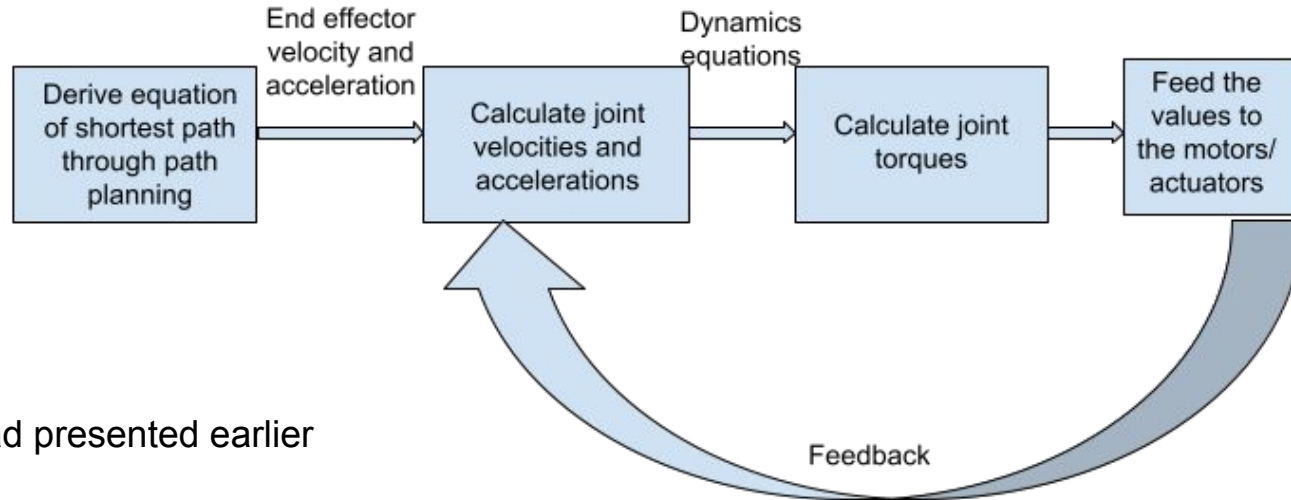 End effector
velocity and
acceleration
Dynamics
equations
Derive equation
of shortest path
through path
planning
Calculate joint
velocities and
accelerations
Calculate joint
torques
Feed the
values to
the motors/
actuators
presented earlier
Feedback